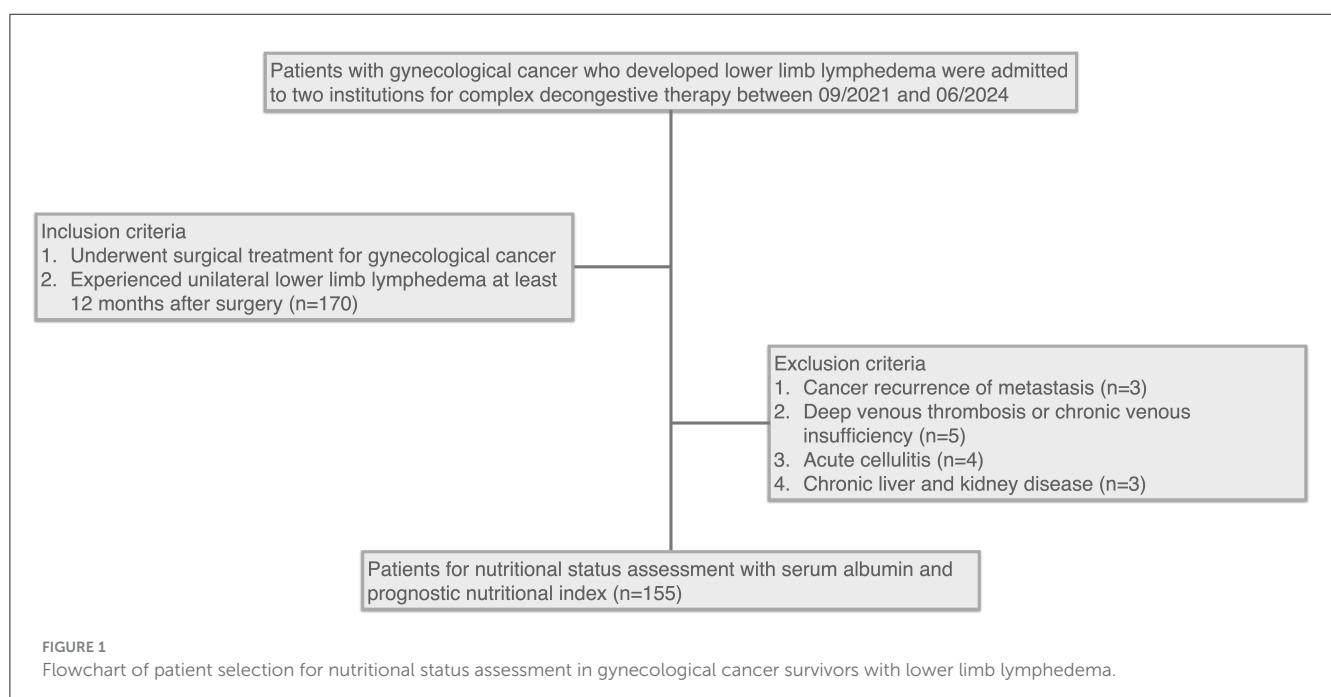 Patients with gynecological cancer who developed lower limb lymphedema were admitted
to two institutions for complex decongestive therapy between 09/2021 and 06/2024
Inclusion criteria
1. Underwent surgical treatment for gynecological cancer
2. Experienced unilateral lower limb lymphedema at least
12 months after surgery (n=170)
Exclusion criteria
1. Cancer recurrence of metastasis (n=3)
2. Deep venous thrombosis or chronic venous
insufficiency (n=5)
3. Acute cellulitis (n=4)
4. Chronic liver and kidney disease (n=3)
Patients for nutritional status assessment with serum albumin and
prognostic nutritional index (n=155)
FIGURE 1
Flowchart of patient selection for nutritional status assessment in gynecological cancer survivors with lower limb lymphedema.